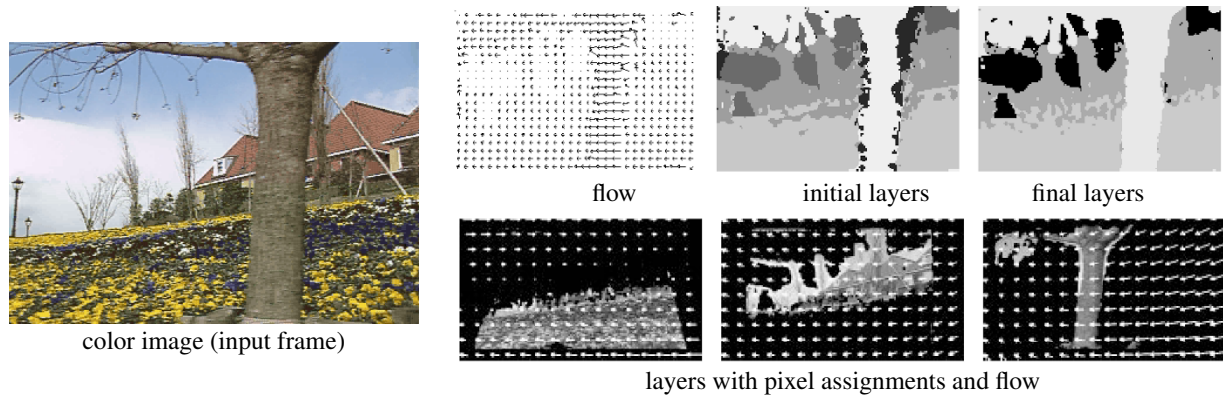 flow
initial layers
final layers
color image (input frame)
layers with pixel assignments and flow